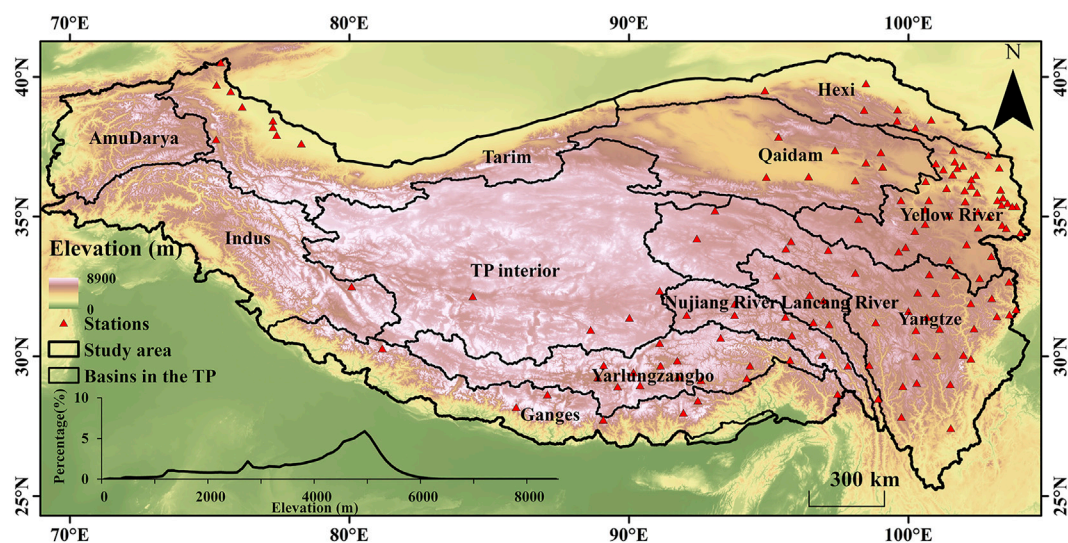 70°E 80°E 90°E 100°E
40°N 40°N
N
Hexi
AmuDarya
Qaidam
Tarim
35°N 35°N
Yellow River
Indus
Elevation (m)
TP interior
8900
0
Nujiang River Lancang River
Stations
Yangtze
Study area
30°N 30°N
Basins in the TP
Yarlungzangbo
Ganges
10
Percentage(%)
5
0
0 2000 4000 6000 8000
Elevation (m)
300 km
25°N 25°N
70°E 80°E 90°E 100°E